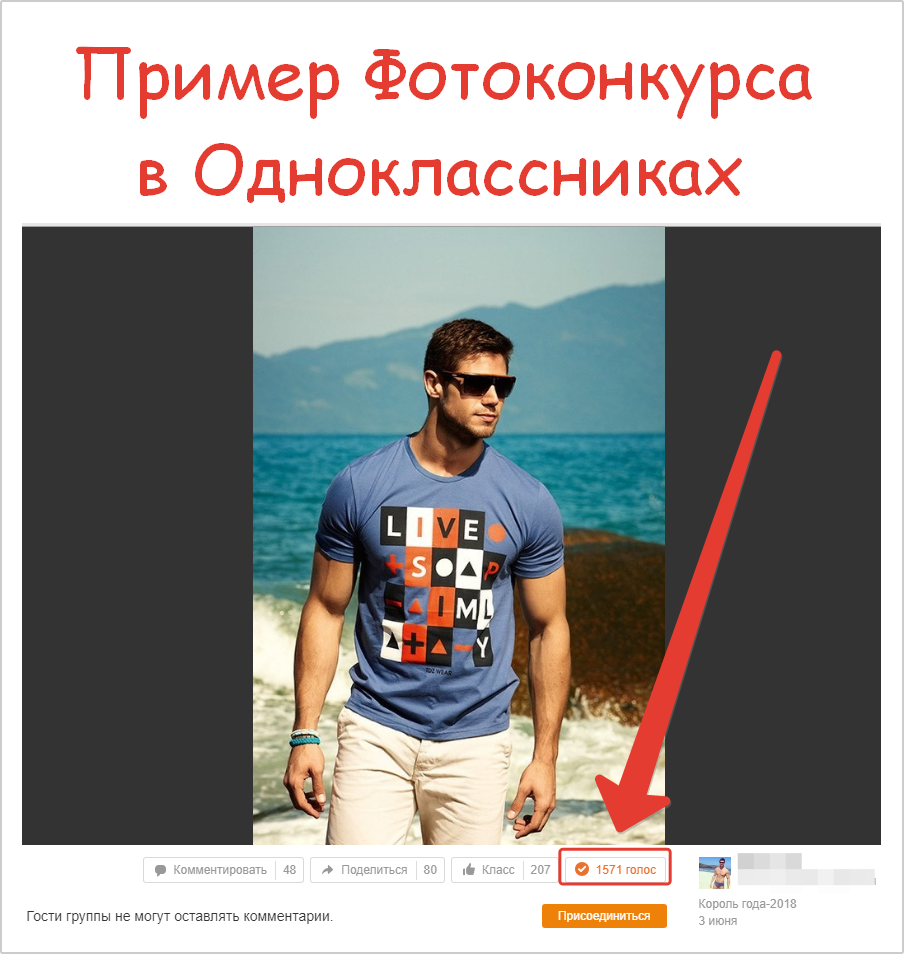 Пример Фотоконкурса
в Одноклассниках
LIVE
SOAP
IML
Y
Комментировать 48
Поделиться 80
Класс 207
1571 голос
Король года-2018
3 июня
Гости группы не могут оставлять комментарии.
Присоединиться